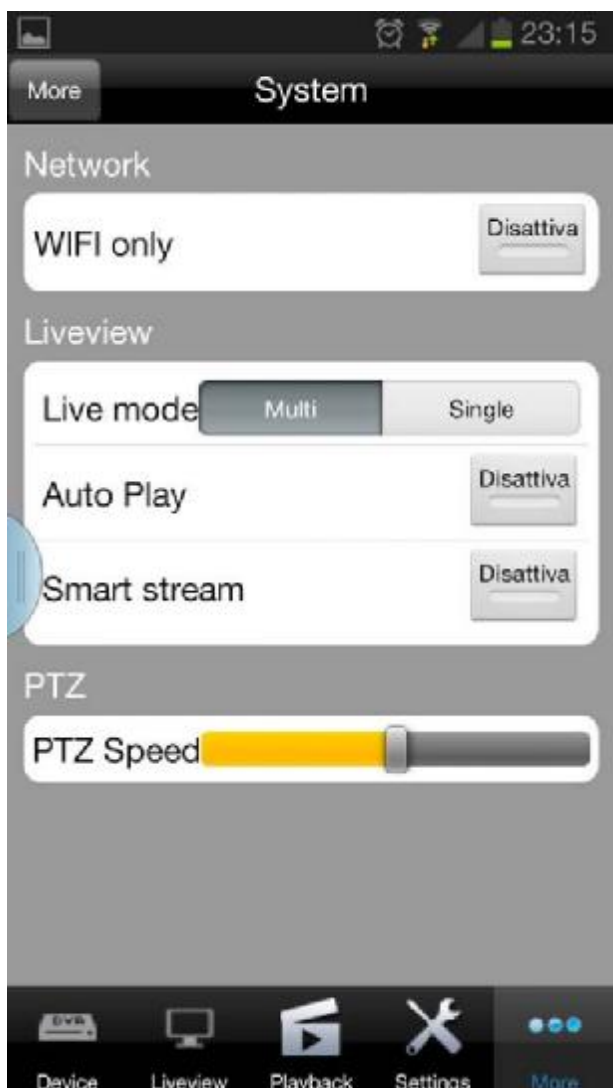 23:15
More
System
Network
WIFI only
Disattiva
Liveview
Live mode
Multi
Single
Auto Play
Disattiva
Smart stream
Disattiva
PTZ
PTZ Speed
DVR
Device
Liveview
Playback
Settings
More